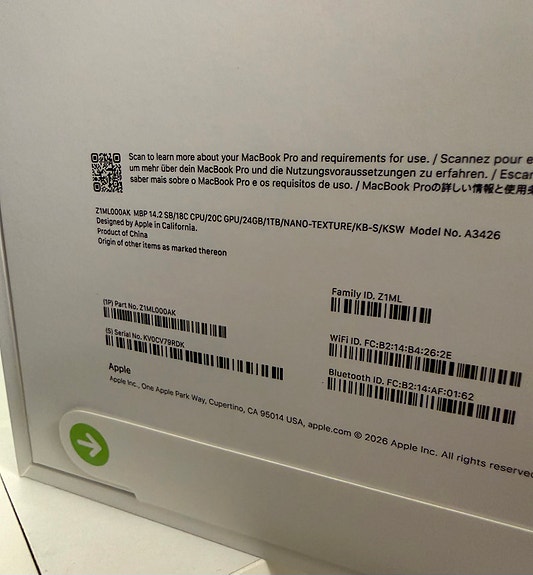 Scan to learn more about your MacBook Pro and requirements for use. / Scannez pour e
um mehr über dein MacBook Pro und die Nutzungsvoraussetzungen zu erfahren. / Escan
saber mais sobre o MacBook Pro e os requisitos de uso. / MacBook Proの詳しい情報と使用条
Z1ML000AK MBP 14.2 SB/18C CPU/20C GPU/24GB/1TB/NANO-TEXTURE/KB-S/KSW Model No. A3426
Designed by Apple in California.
Product of China
Origin of other items as marked thereon
Family ID. Z1ML
(1P) Part No. Z1ML000AK
WiFi ID. FC:B2:14:B4:26:2E
(S) Serial No. KV0CV79RDK
Bluetooth ID. FC:B2:14:AF:01:62
Apple
Apple Inc., One Apple Park Way, Cupertino, CA 95014 USA, apple.com © 2026 Apple Inc. All rights reserved